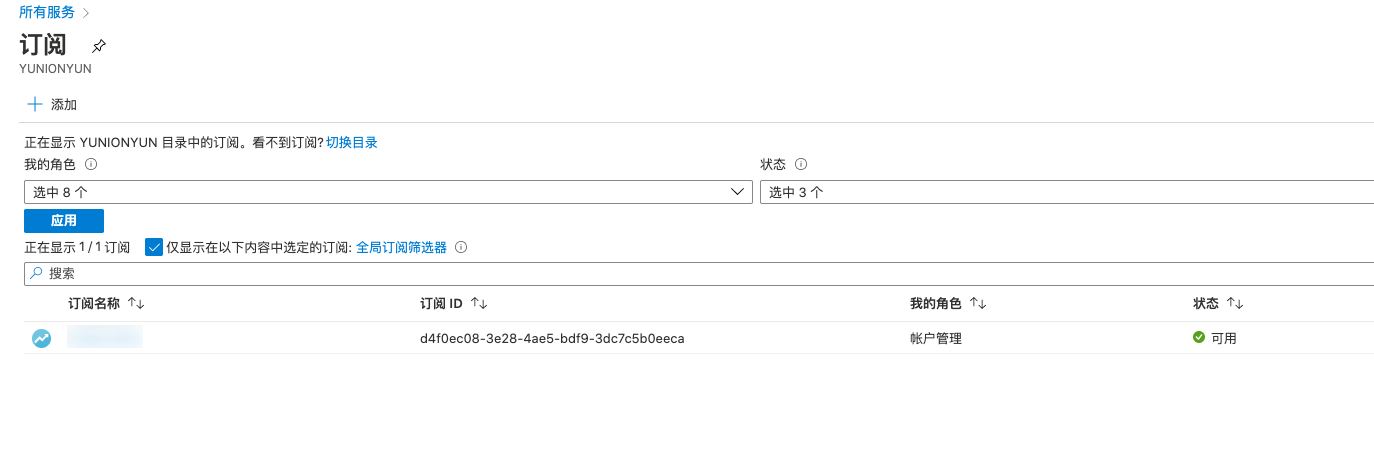 所有服务
订阅
YUNIONYUN
添加
正在显示 YUNIONYUN 目录中的订阅。看不到订阅? 切换目录
我的角色 状态
选中 8 个 选中 3 个
应用
正在显示 1 / 1 订阅 仅显示在以下内容中选定的订阅: 全局订阅筛选器
搜索
订阅名称 订阅 ID 我的角色 状态
d4f0ec08-3e28-4ae5-bdf9-3dc7c5b0eeca 帐户管理 可用